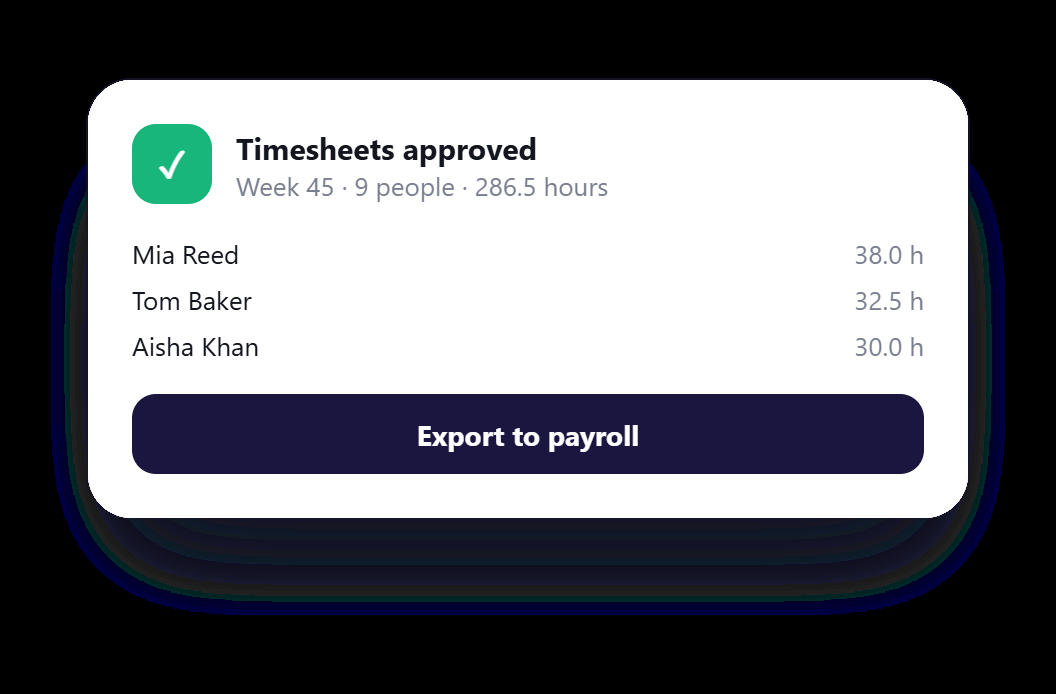 Timesheets approved
Week 45 · 9 people · 286.5 hours
Mia Reed 38.0 h
Tom Baker 32.5 h
Aisha Khan 30.0 h
Export to payroll